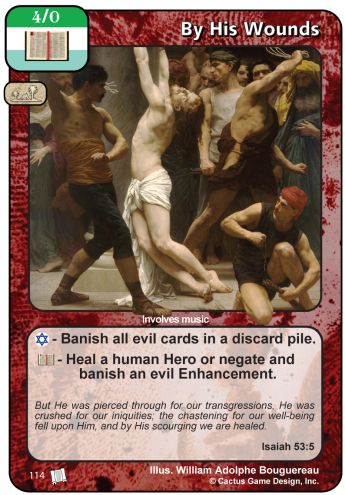 4/0
By His Wounds
Involves music
- Banish all evil cards in a discard pile.
- Heal a human Hero or negate and
banish an evil Enhancement.
But He was pierced through for our transgressions, He was
crushed for our iniquities; the chastening for our well-being
fell upon Him, and by His scourging we are healed.
Isaiah 53:5
114
Illus. William Adolphe Bouguereau
© Cactus Game Design, Inc.